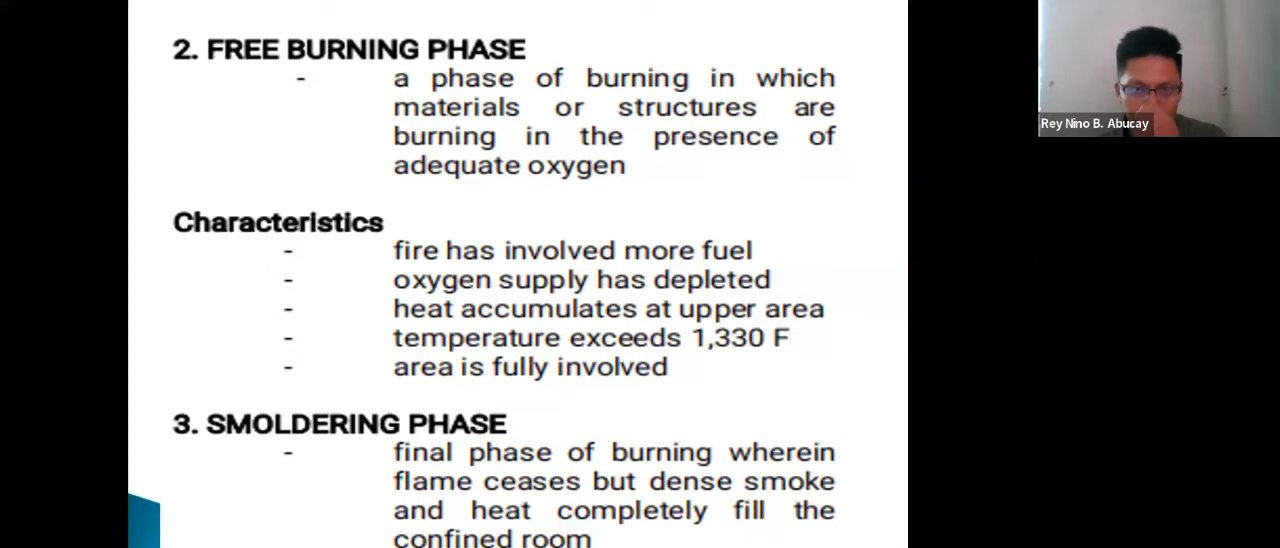 2. FREE BURNING PHASE
- a phase of burning in which
materials or structures are
burning in the presence of
adequate oxygen
Characteristics
- fire has involved more fuel
- oxygen supply has depleted
- heat accumulates at upper area
- temperature exceeds 1,330 F
- area is fully involved
3. SMOLDERING PHASE
- final phase of burning wherein
flame ceases but dense smoke
and heat completely fill the
confined room
Rey Nino B. Abucay